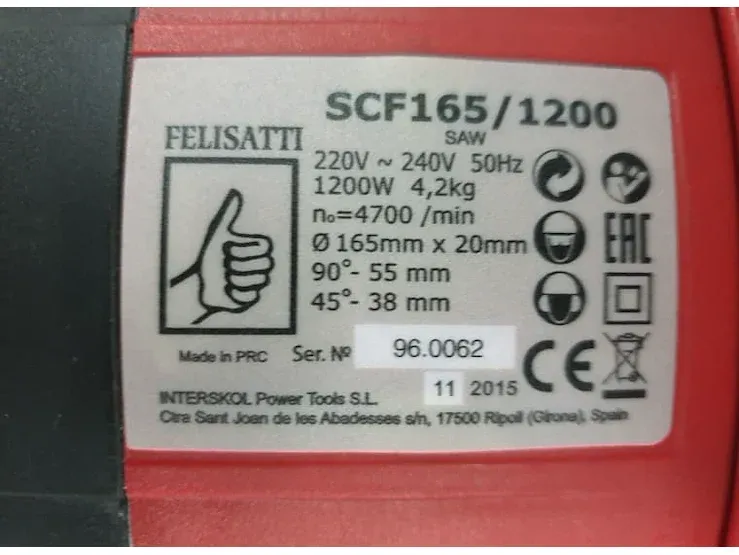 SCF165/1200
SAW
FELISATTI
220V ~ 240V 50Hz
1200W 4,2kg
n₀=4700 /min
Ø 165mm x 20mm
90°- 55 mm
45°- 38 mm
EAC
Made in PRC
Ser. № 96.0062
CE
11 2015
INTERSKOL Power Tools S.L.
Ctra Sant Joan de les Abadesses s/n, 17500 Ripoll (Girona), Spain